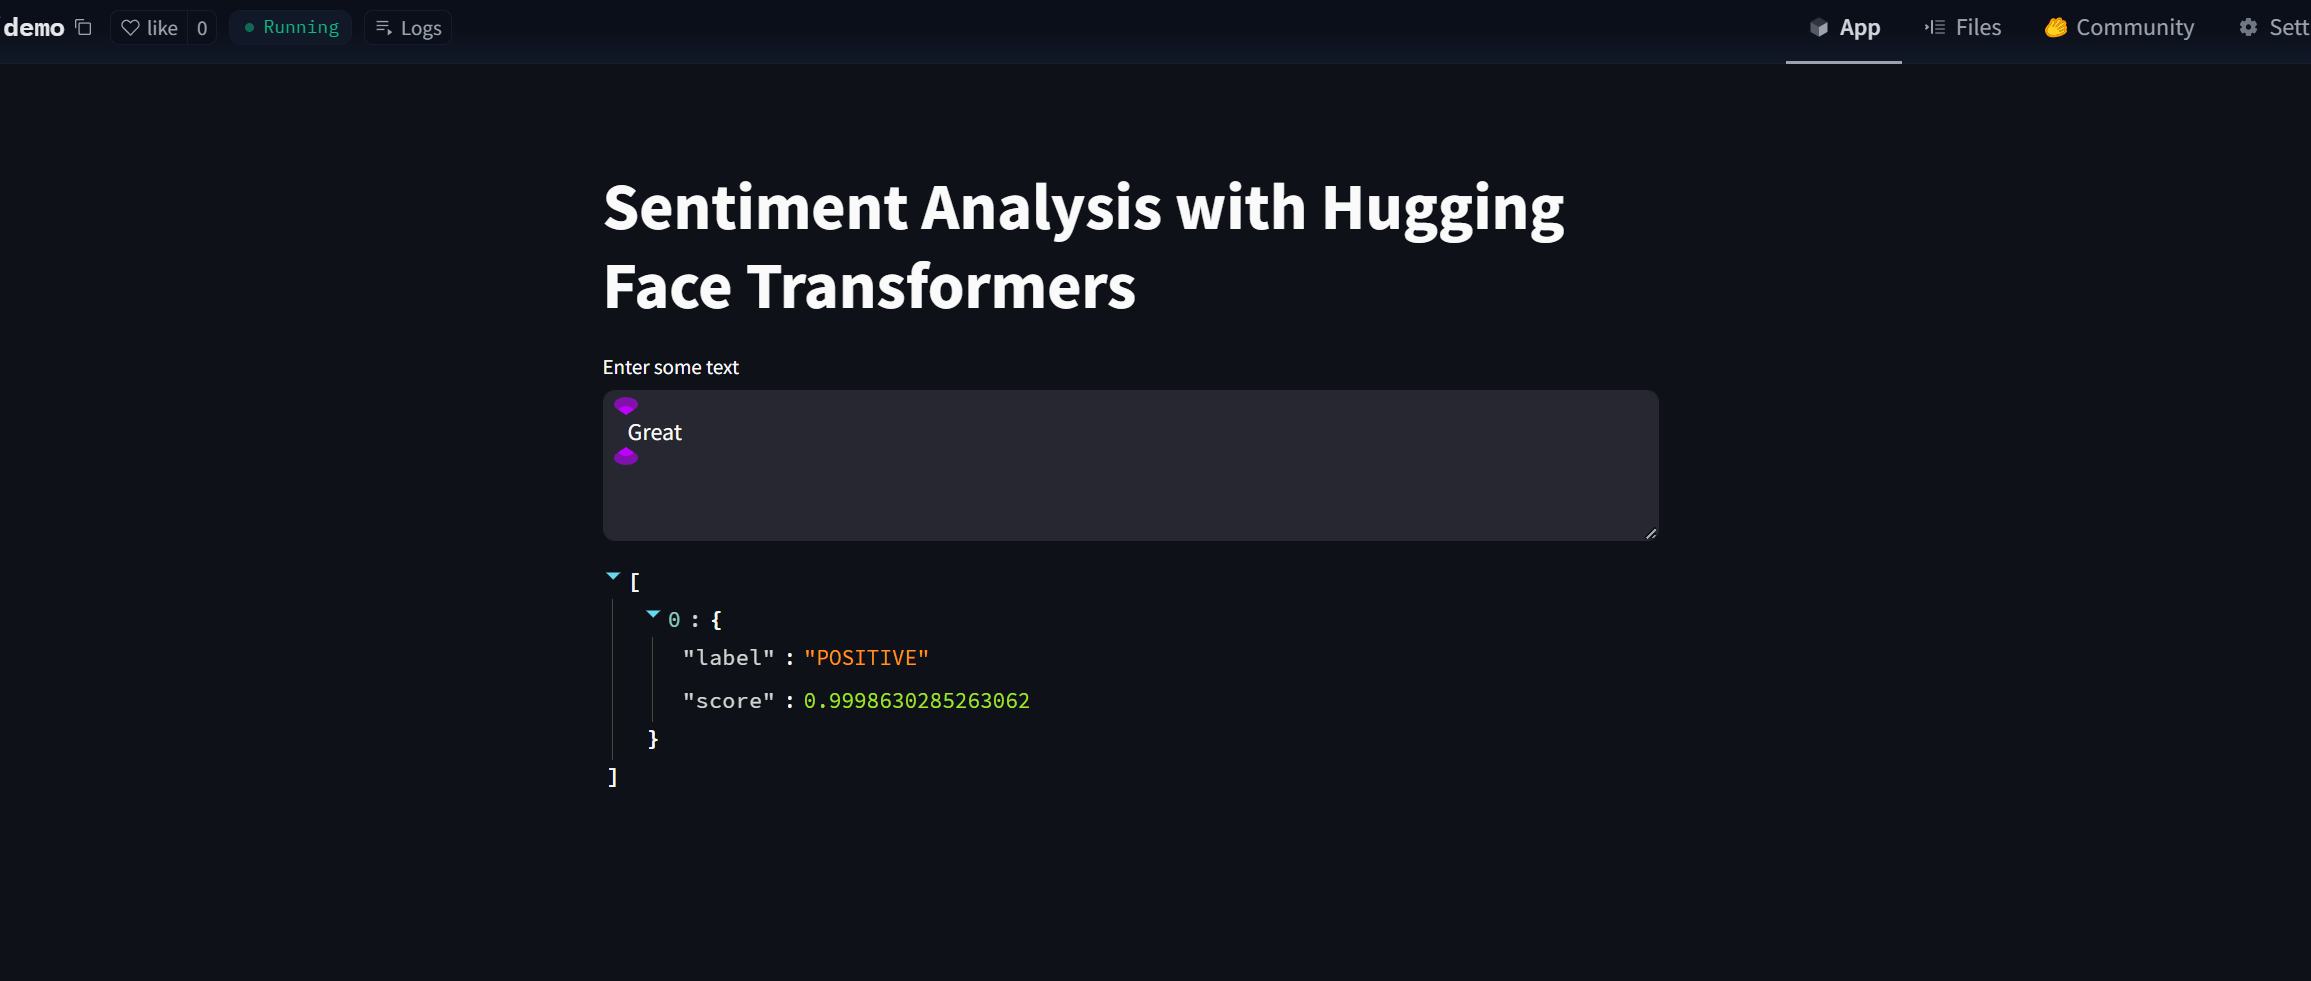 demo like 0 Running Logs App Files Community Sett
Sentiment Analysis with Hugging
Face Transformers
Enter some text
Great
[
0 : {
"label" : "POSITIVE"
"score" : 0.9998630285263062
}
]